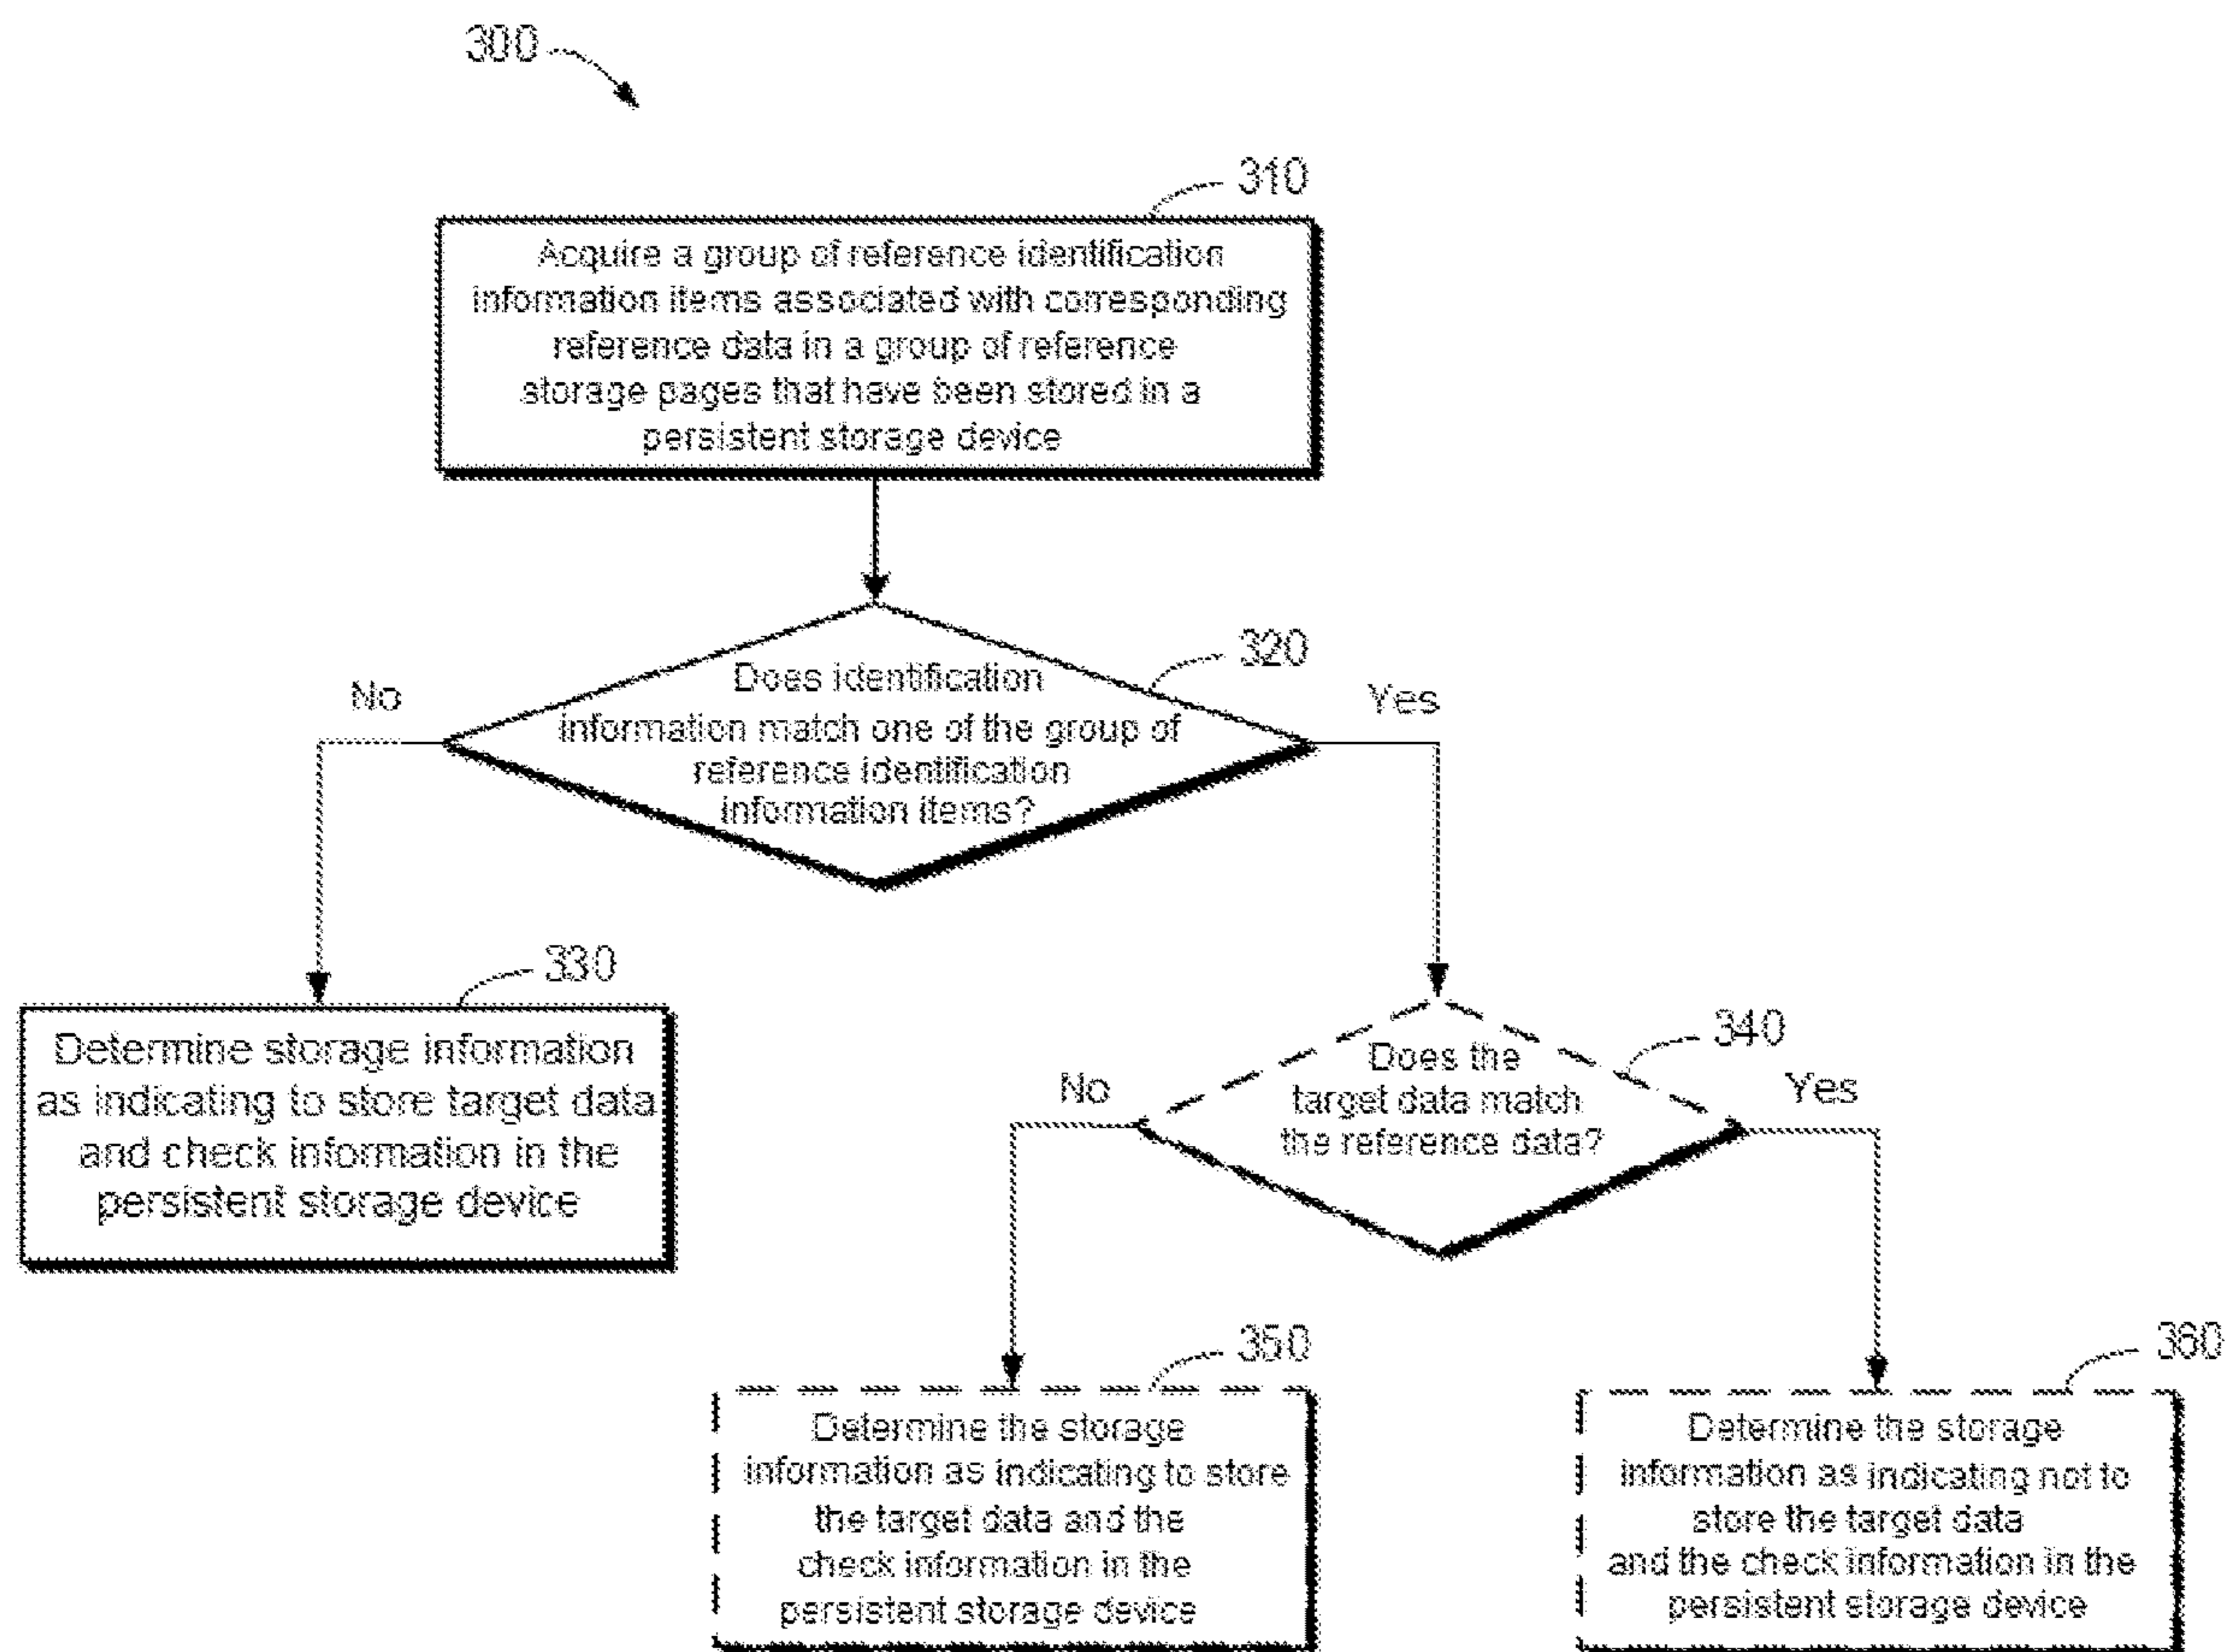 300
310
Acquire a group of reference identification
information items associated with corresponding
reference data in a group of reference
storage pages that have been stored in a
persistent storage device
320
Does identification
information match one of the group of
reference identification
information items?
No
Yes
330
Determine storage information
as indicating to store target data
and check information in the
persistent storage device
340
Does the
target data match
the reference data?
No
Yes
350
Determine the storage
information as indicating to store
the target data and the
check information in the
persistent storage device
360
Determine the storage
information as indicating not to
store the target data
and the check information in the
persistent storage device